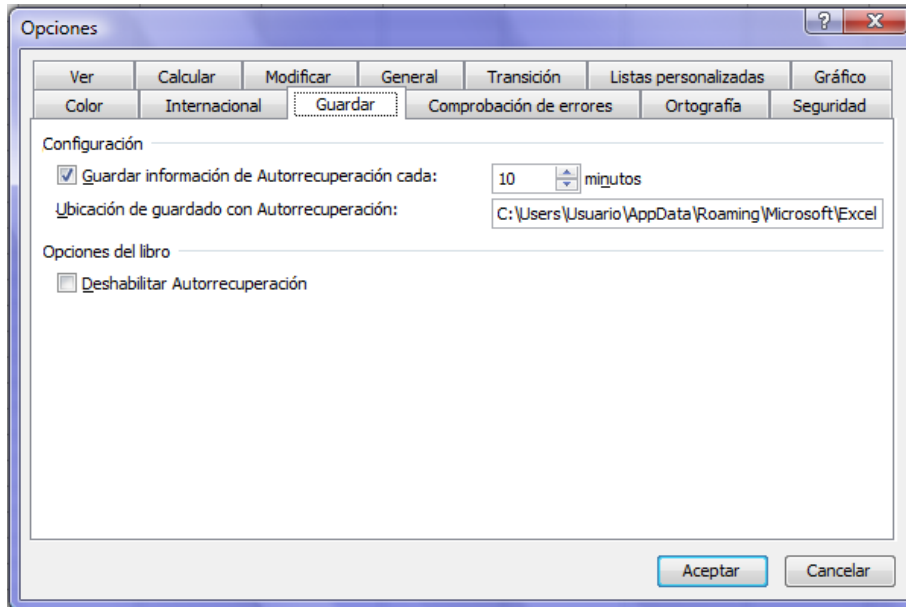 Opciones
Ver Calcular Modificar General Transición Listas personalizadas Gráfico
Color Internacional Guardar Comprobación de errores Ortografía Seguridad
Configuración
Guardar información de Autorrecuperación cada: 10 minutos
Ubicación de guardado con Autorrecuperación: C:\Users\Usuario\AppData\Roaming\Microsoft\Excel
Opciones del libro
Deshabilitar Autorrecuperación
Aceptar Cancelar